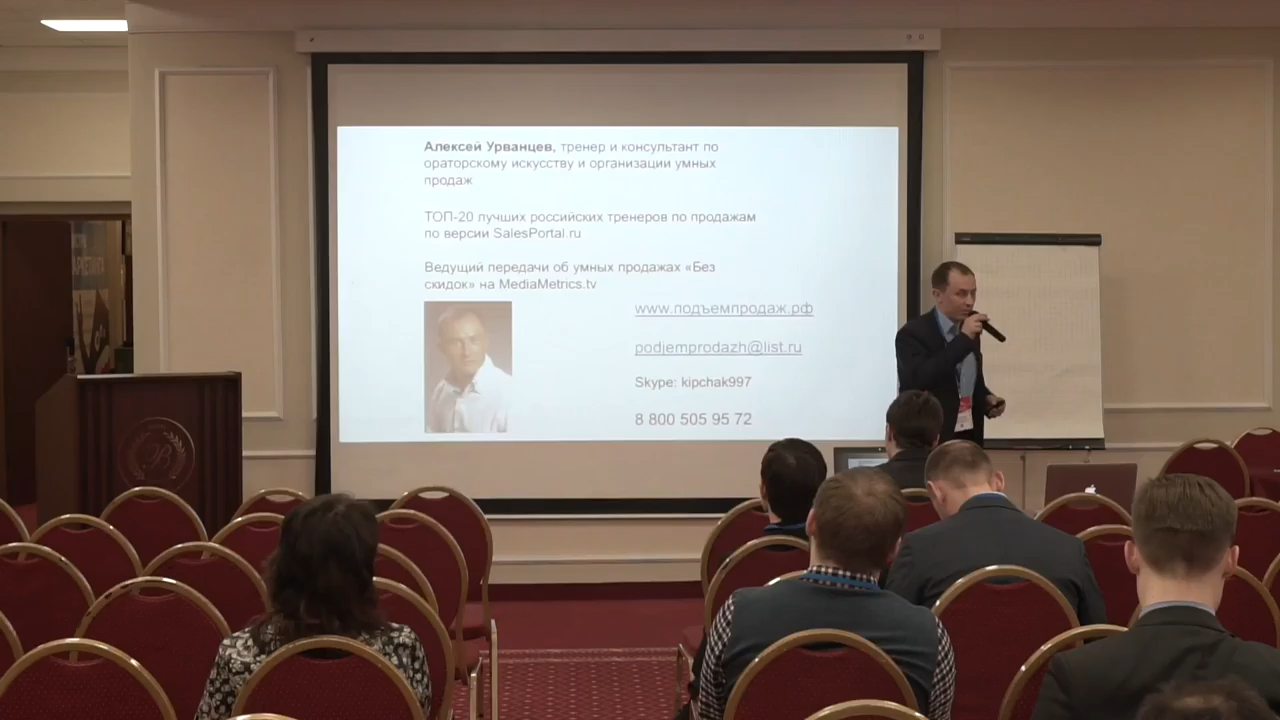 Алексей Урванцев, тренер и консультант по
ораторскому искусству и организации умных
продаж
ТОП-20 лучших российских тренеров по продажам
по версии SalesPortal.ru
Ведущий передачи об умных продажах «Без
скидок» на MediaMetrics.tv
www.подъемпродаж.рф
podjemprodazh@list.ru
Skype: kipchak997
8 800 505 95 72